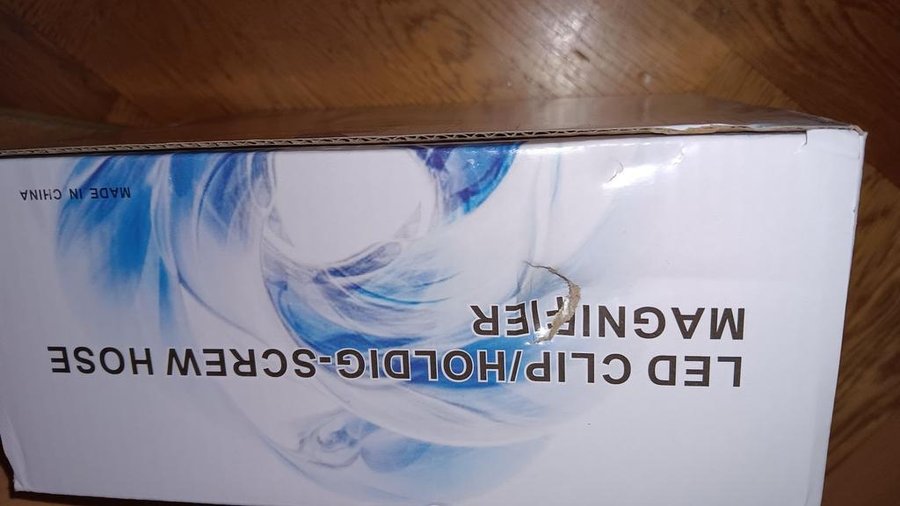 LED CLIP/HOLDIG-SCREW HOSE
MAGNIFIER
MADE IN CHINA